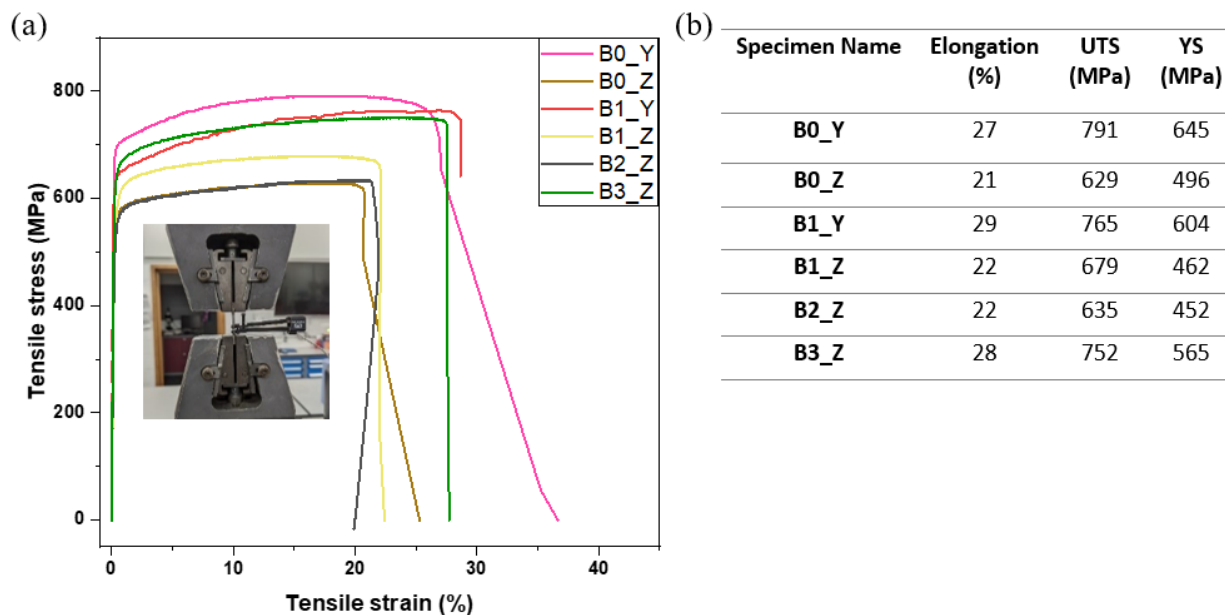 (a)
B0_Y
B0_Z
B1_Y
B1_Z
B2_Z
B3_Z
800
600
400
200
0
Tensile stress (MPa)
0 10 20 30 40
Tensile strain (%)
(b)
Specimen Name Elongation (%) UTS (MPa) YS (MPa)
B0_Y 27 791 645
B0_Z 21 629 496
B1_Y 29 765 604
B1_Z 22 679 462
B2_Z 22 635 452
B3_Z 28 752 565